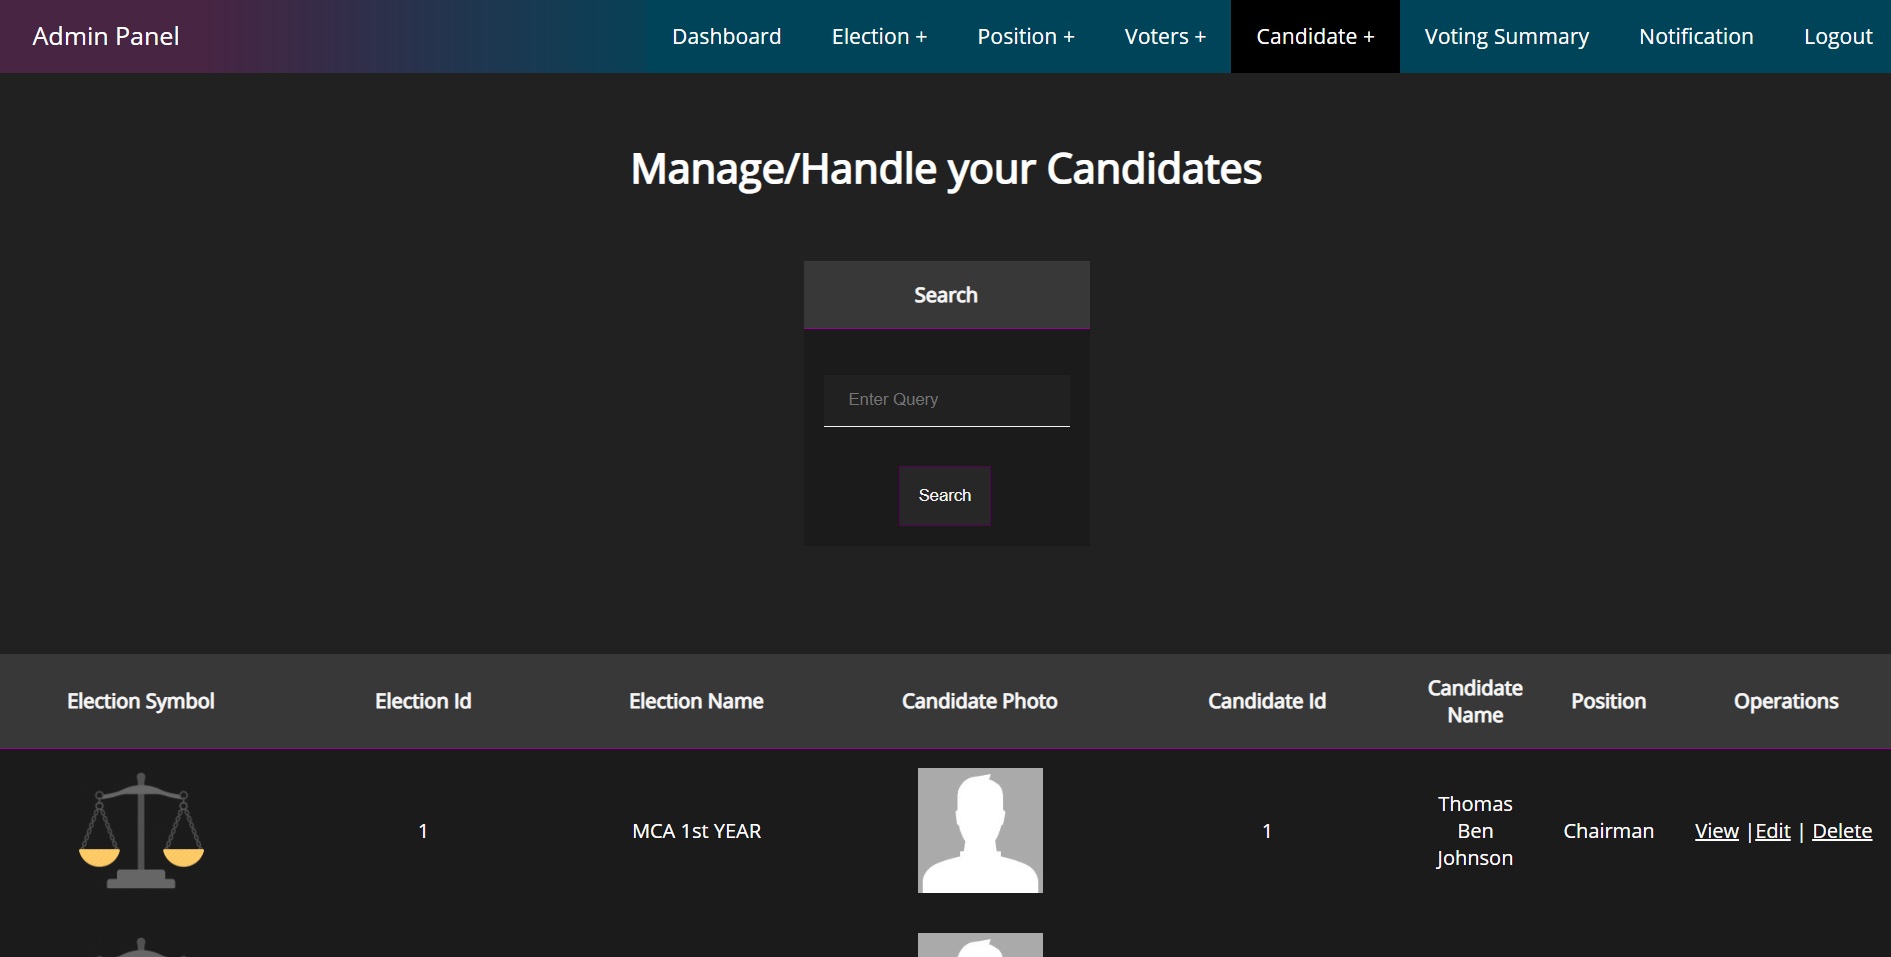 Admin Panel
Dashboard
Election +
Position +
Voters +
Candidate +
Voting Summary
Notification
Logout
Manage/Handle your Candidates
Search
Enter Query
Search
Election Symbol
Election Id
Election Name
Candidate Photo
Candidate Id
Candidate
Name
Position
Operations
1
MCA 1st YEAR
1
Thomas
Ben
Johnson
Chairman
View |Edit | Delete